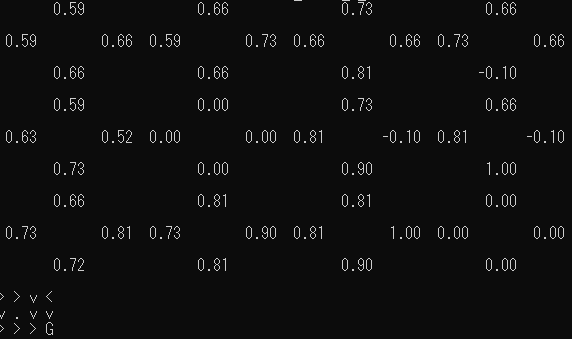 0.59 0.66 0.73 0.66
0.59 0.66 0.59 0.73 0.66 0.66 0.73 0.66
0.66 0.66 0.81 -0.10
0.59 0.00 0.73 0.66
0.63 0.52 0.00 0.00 0.81 -0.10 0.81 -0.10
0.73 0.00 0.90 1.00
0.66 0.81 0.81 0.00
0.73 0.81 0.73 0.90 0.81 1.00 0.00 0.00
0.72 0.81 0.90 0.00
> > v <
v . v v
> > > G